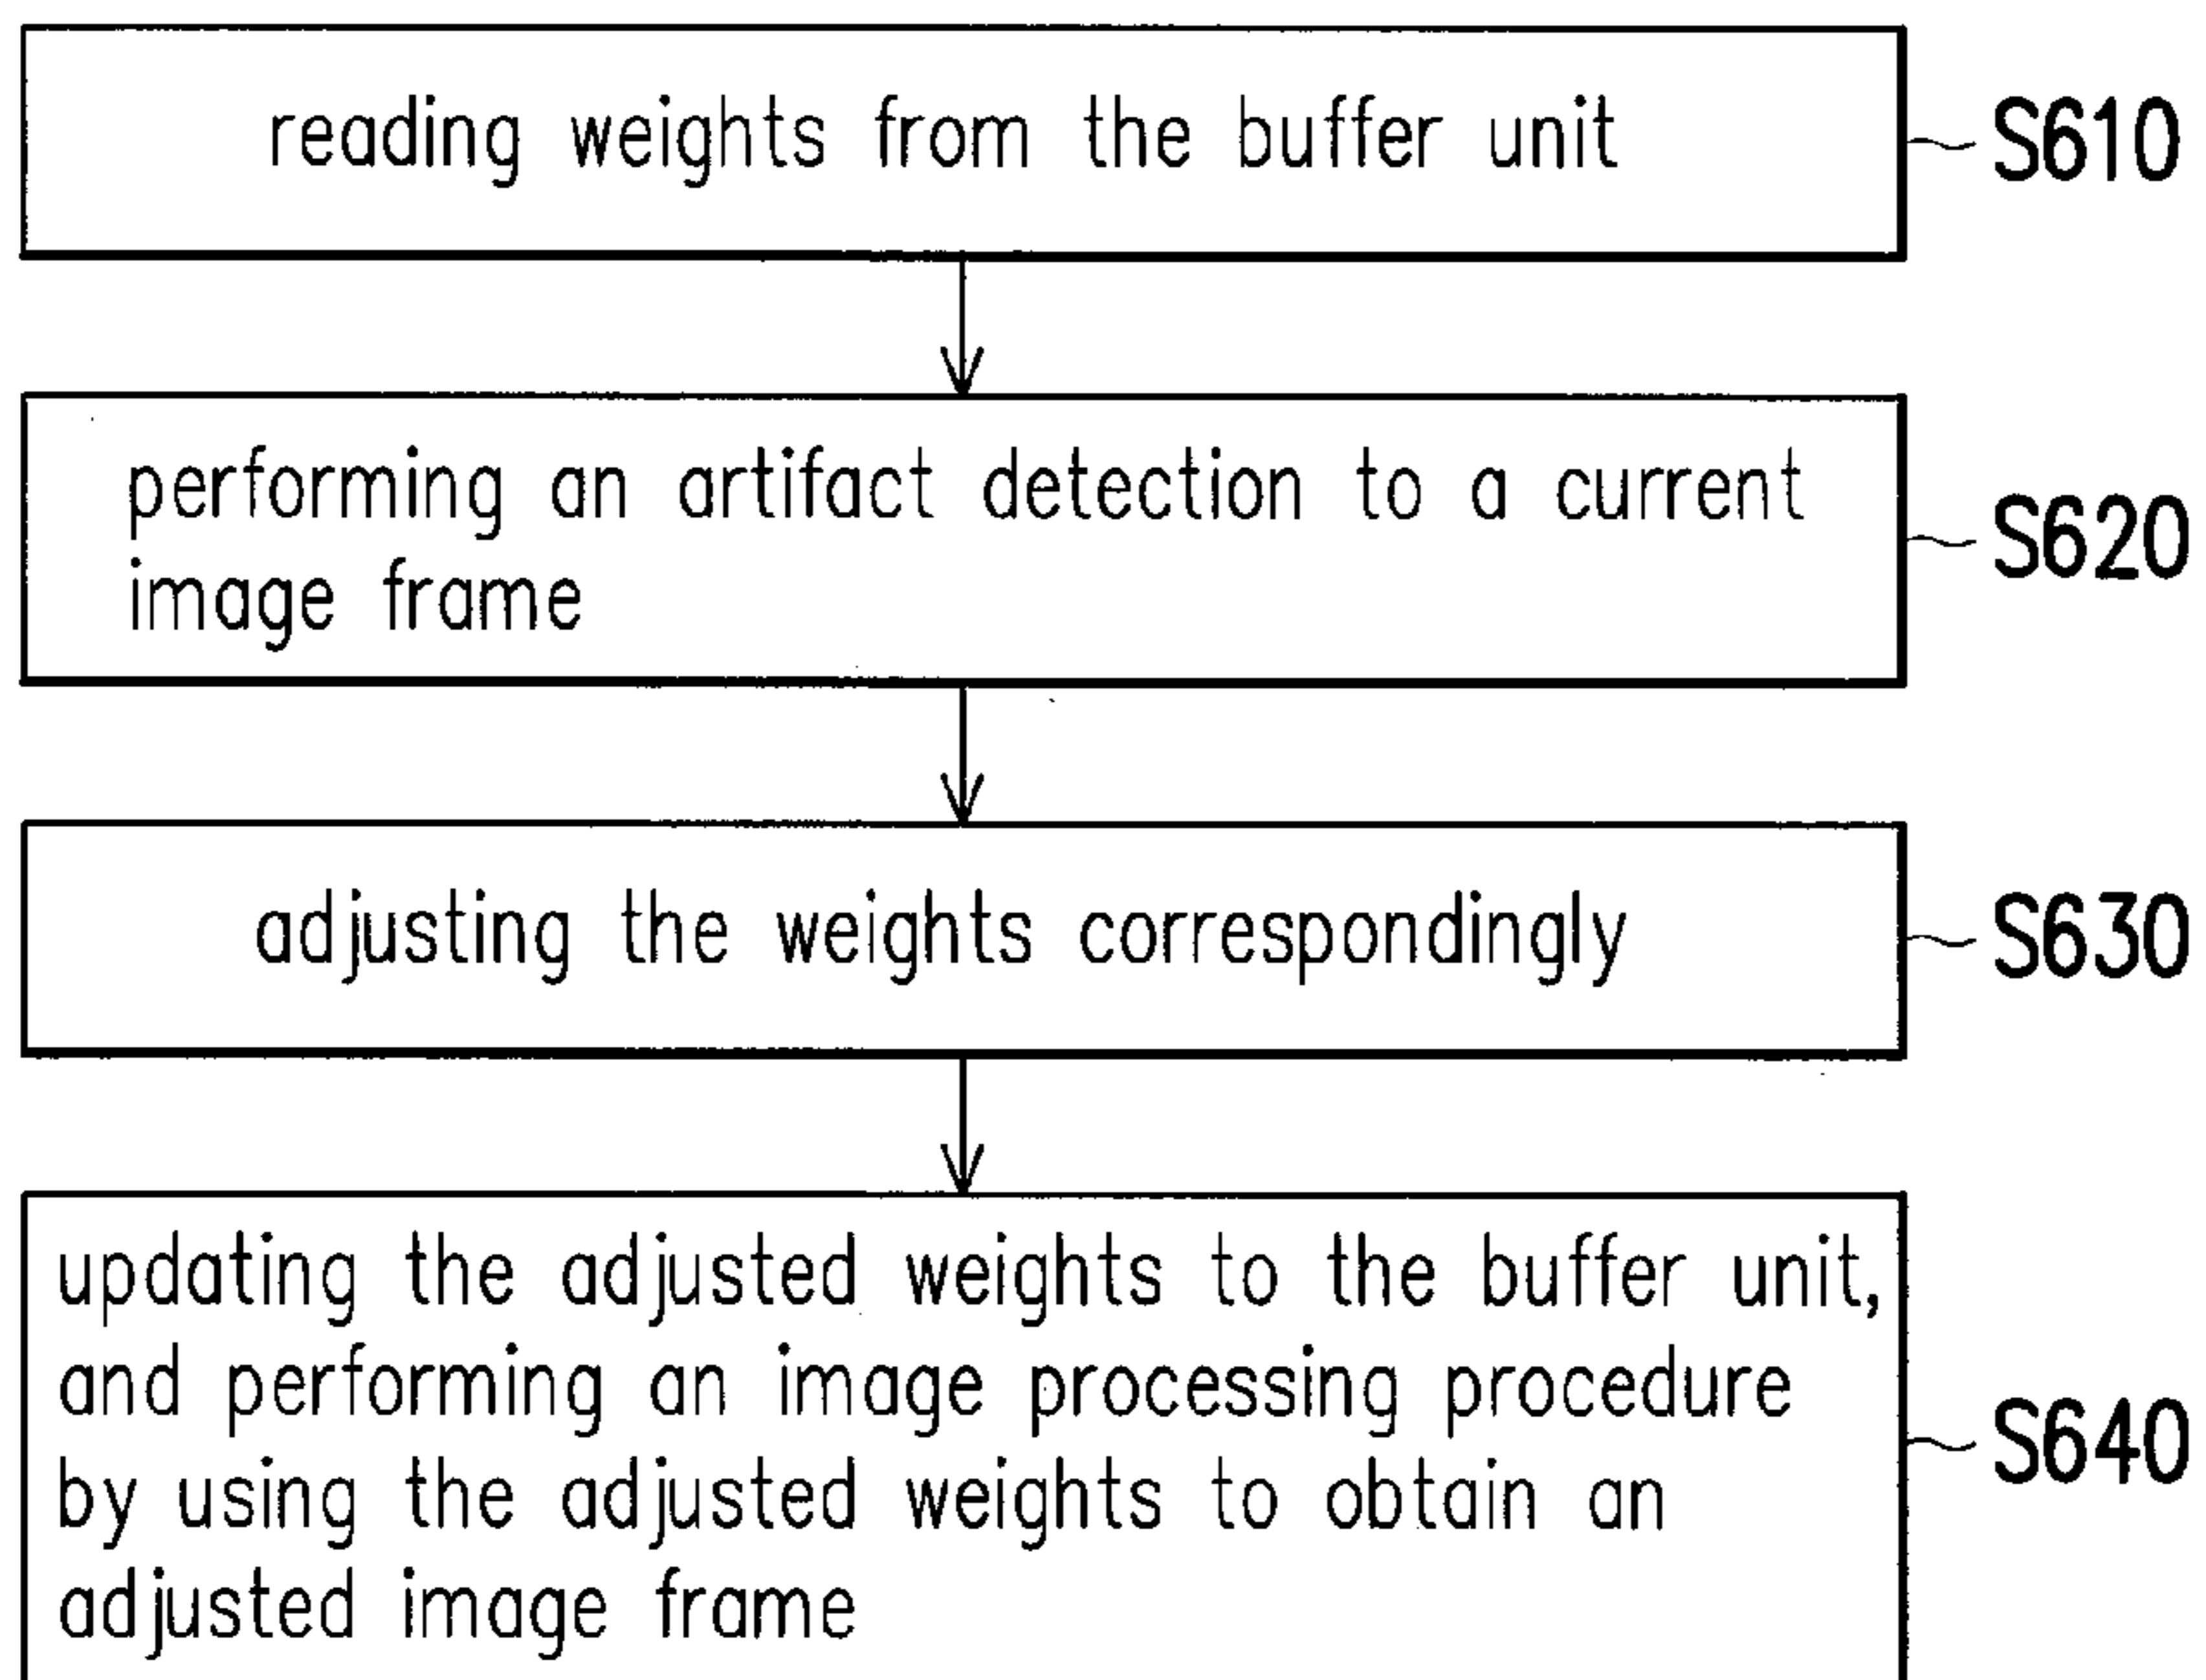 reading weights from the buffer unit
S610
performing an artifact detection to a current
image frame
S620
adjusting the weights correspondingly
S630
updating the adjusted weights to the buffer unit,
and performing an image processing procedure
by using the adjusted weights to obtain an
adjusted image frame
S640